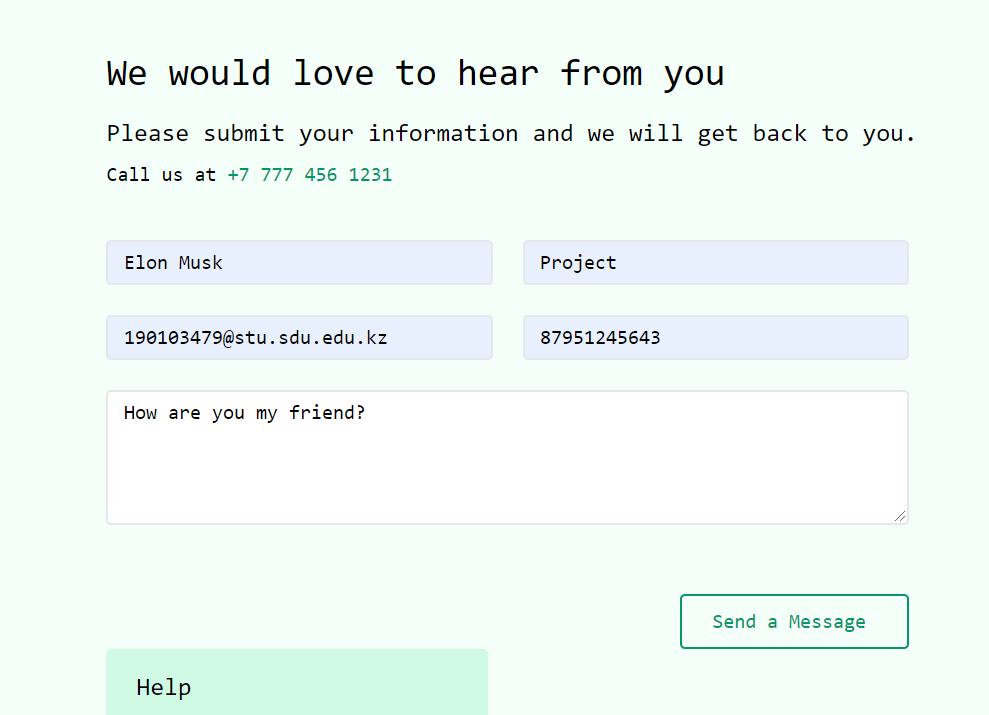 We would love to hear from you
Please submit your information and we will get back to you.
Call us at +7 777 456 1231
Elon Musk
Project
190103479@stu.sdu.edu.kz
87951245643
How are you my friend?
Send a Message
Help